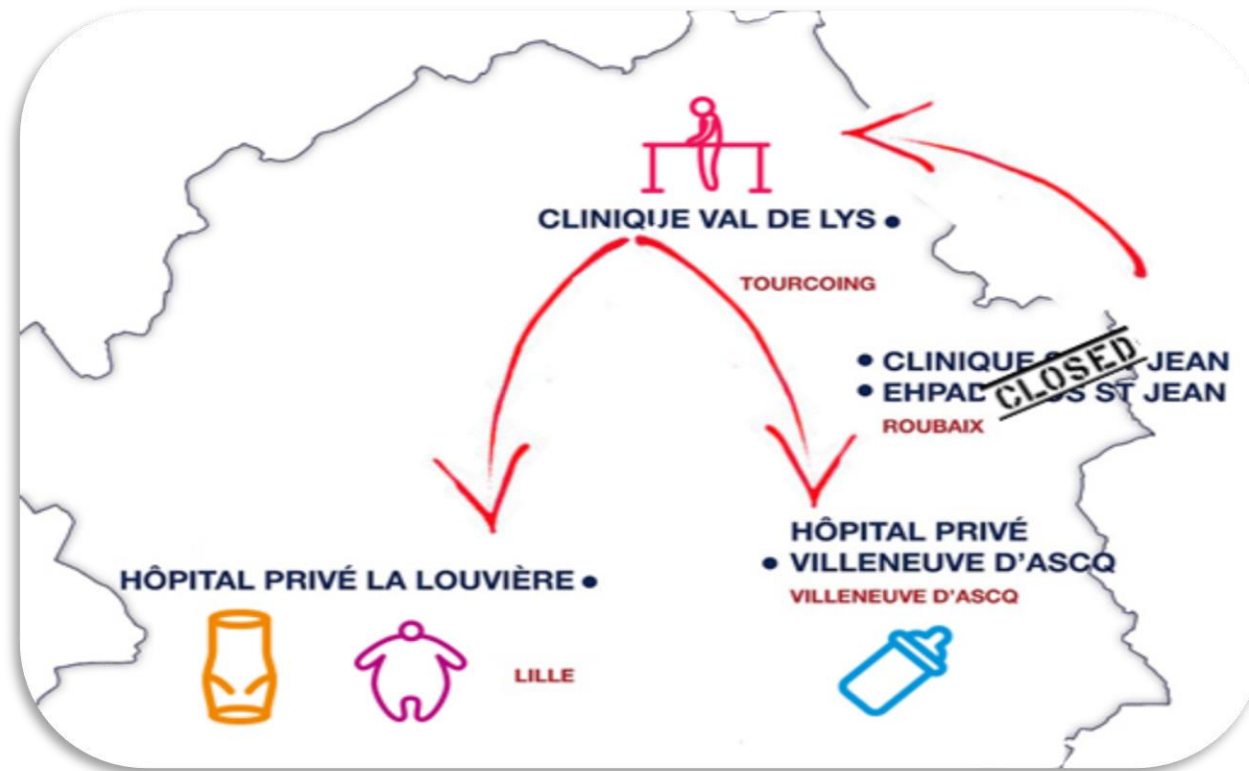 CLINIQUE VAL DE LYS
TOURCOING
CLINIQUE JEAN
EHPAD ST JEAN
CLOSED
ROUBAIX
HÔPITAL PRIVÉ
VILLENEUVE D'ASCQ
VILLENEUVE D'ASCQ
HÔPITAL PRIVÉ LA LOUVIÈRE
LILLE